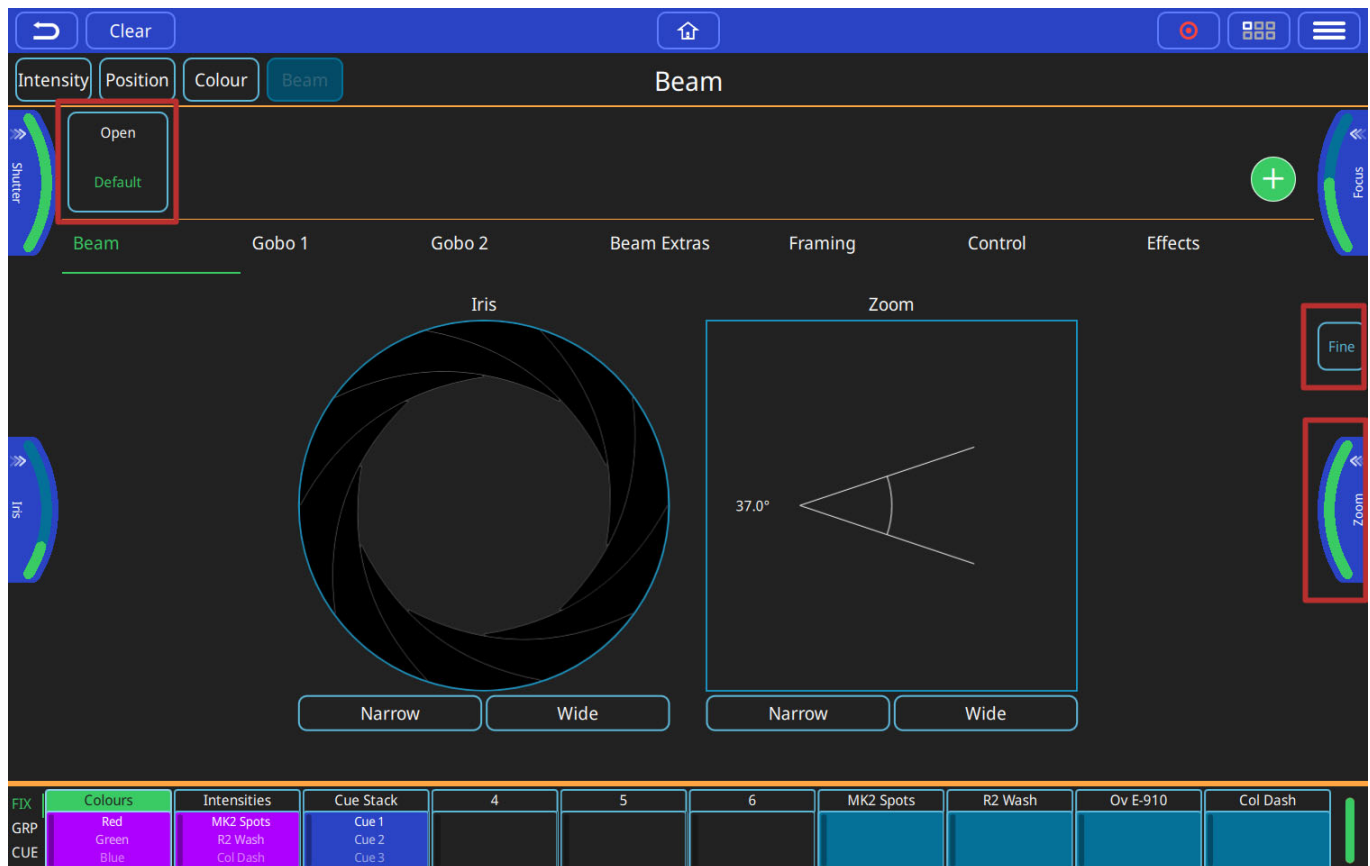 Clear
Intensity Position Colour Beam
Beam
Open
Default
Shutter
Focus
Beam Gobo 1 Gobo 2 Beam Extras Framing Control Effects
Iris Zoom
Fine
37.0°
Iris
Zoom
Narrow Wide Narrow Wide
FIX Colours Intensities Cue Stack 4 5 6 MK2 Spots R2 Wash Ov E-910 Col Dash
Red MK2 Spots Cue 1
GRP Green R2 Wash Cue 2
CUE Blue Col Dash Cue 3